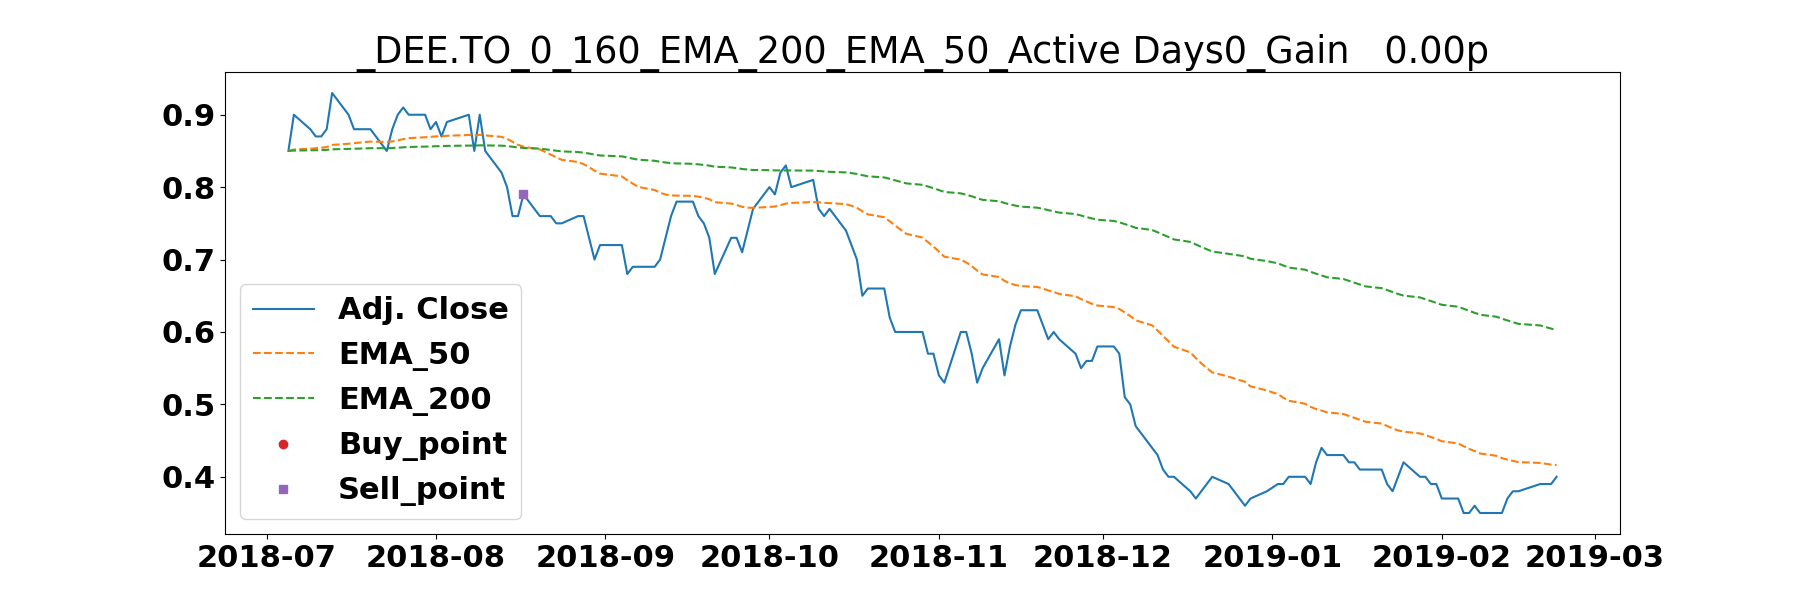 _DEE.TO_0_160_EMA_200_EMA_50_Active Days0_Gain   0.00p
0.9
0.8
0.7
0.6
0.5
0.4
Adj. Close
EMA_50
EMA_200
Buy_point
Sell_point
2018-07 2018-08 2018-09 2018-10 2018-11 2018-12 2019-01 2019-02 2019-03